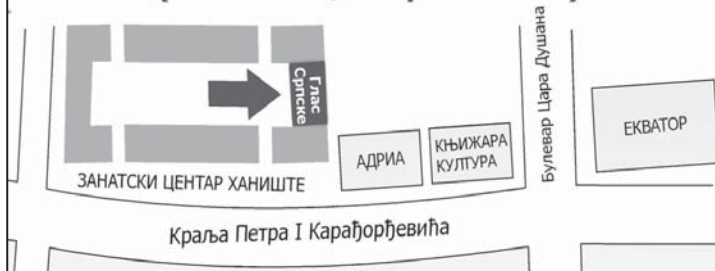 Глас
Српске
ЗАНАТСКИ ЦЕНТАР ХАНИШТЕ
АДРИА
КЊИЖАРА
КУЛТУРА
Булевар Цара Душана
ЕКВАТОР
Краља Петра I Карађорђевића